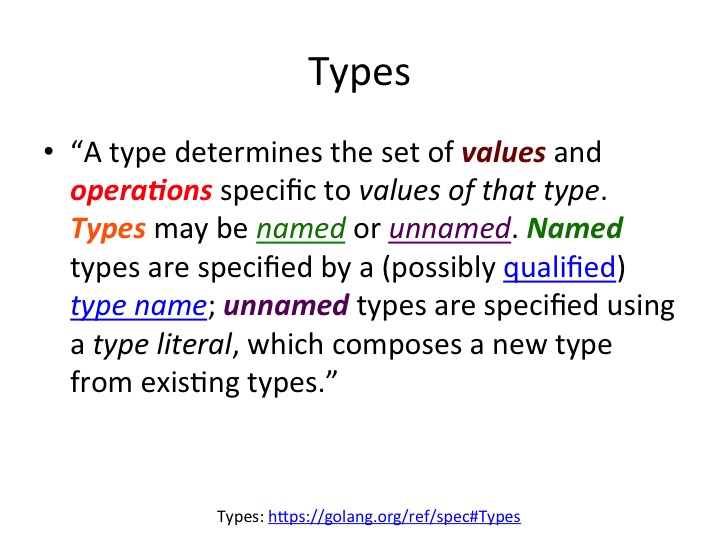 Types
• “A type determines the set of values and
operations specific to values of that type.
Types may be named or unnamed. Named
types are specified by a (possibly qualified)
type name; unnamed types are specified using
a type literal, which composes a new type
from existing types.”
Types: https://golang.org/ref/spec#Types